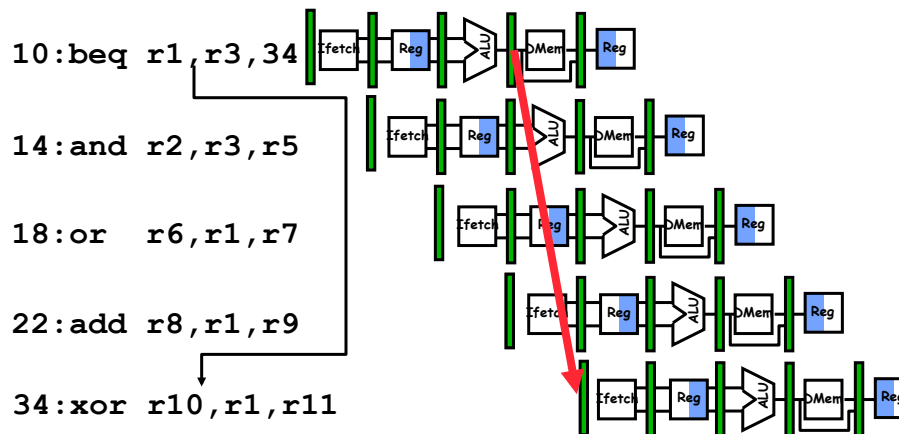 10:beq r1,r3,34 Ifetch Reg ALU DMem Reg
14:and r2,r3,r5 Ifetch Reg ALU DMem Reg
18:or r6,r1,r7 Ifetch Reg ALU DMem Reg
22:add r8,r1,r9 Ifetch Reg ALU DMem Reg
34:xor r10,r1,r11 Ifetch Reg ALU DMem Reg